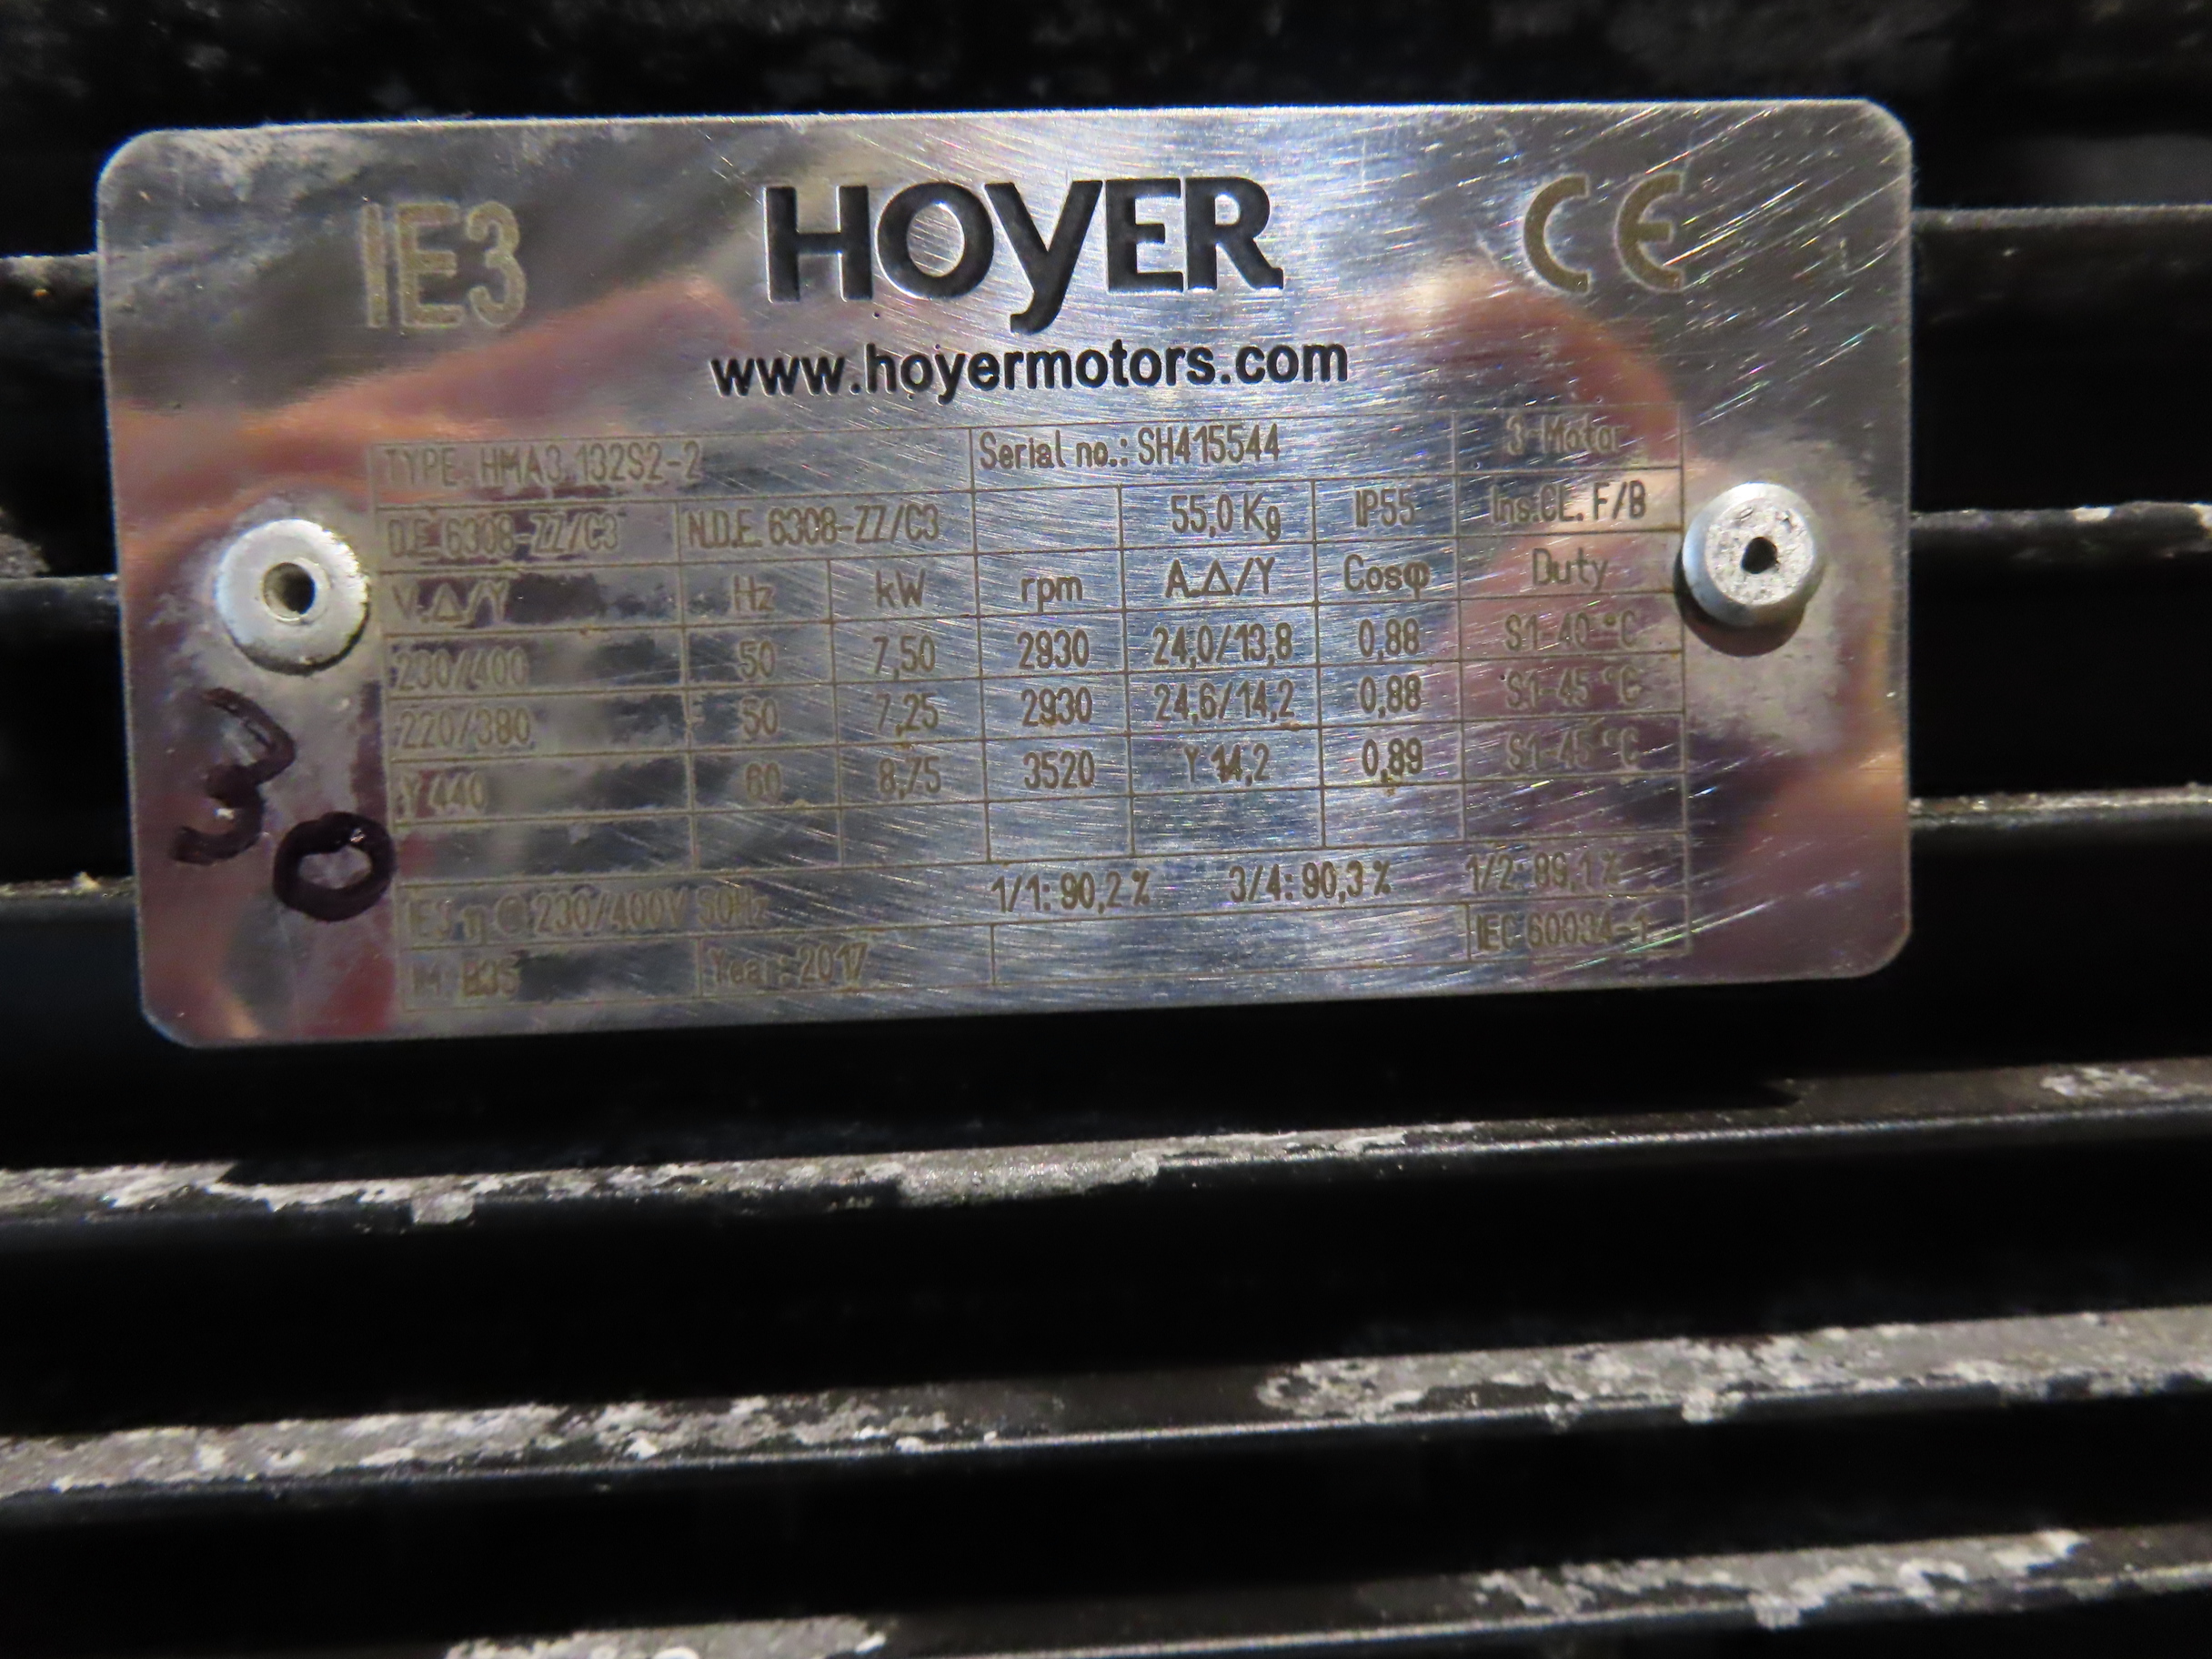 IE3 HOYER CE
www.hoyermotors.com
TYPE. HMA3 132S2-2 Serial no.: SH415544 3~Motor
D.E. 6308-ZZ/C3 N.D.E. 6308-ZZ/C3 55,0 Kg IP55 Ins.CL. F/B
V.Δ/Y Hz kW rpm A.Δ/Y Cosφ Duty
230/400 50 7,50 2930 24,0/13,8 0,88 S1-40 °C
220/380 50 7,25 2930 24,6/14,2 0,88 S1-45 °C
Y 440 60 8,75 3520 Y 14,2 0,89 S1-45 °C
IE3 η @ 230/400V 50Hz 1/1: 90,2 % 3/4: 90,3 % 1/2: 89,1 %
IM B35 Year: 2017 IEC 60034-1
30